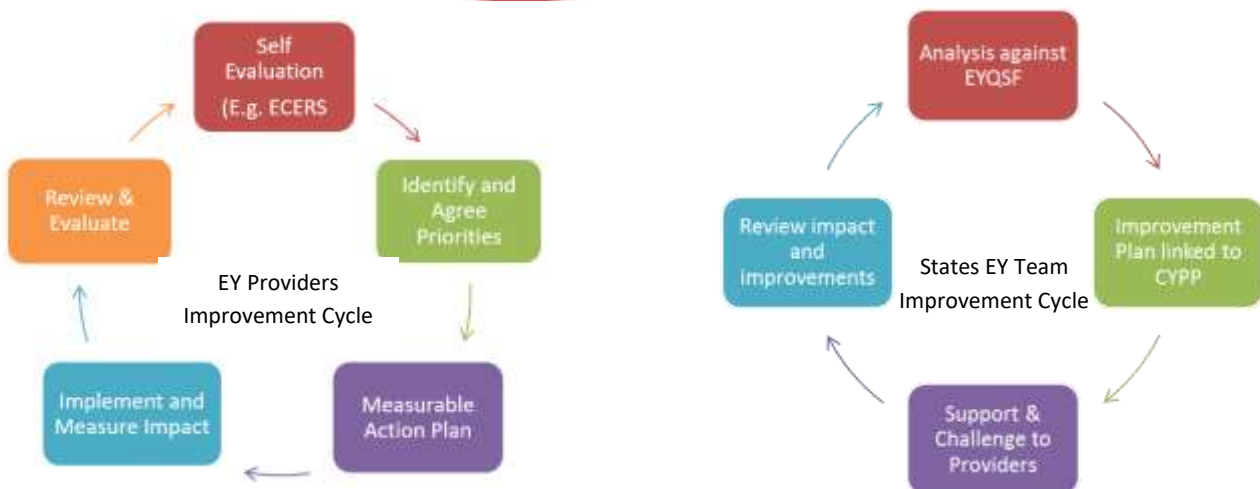 Self
Evaluation
(E.g. ECERS
Identify and
Agree
Priorities
Measurable
Action Plan
Implement and
Measure Impact
Review &
Evaluate
EY Providers
Improvement Cycle
Analysis against
EYQSF
Improvement
Plan linked to
CYPP
Support &
Challenge to
Providers
Review impact
and
improvements
States EY Team
Improvement Cycle